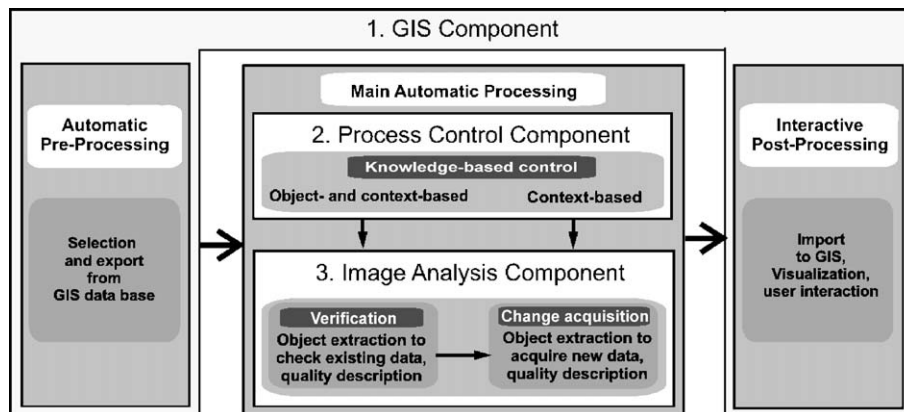 1. GIS Component
Automatic
Pre-Processing
Selection
and export
from
GIS data base
Main Automatic Processing
2. Process Control Component
Knowledge-based control
Object- and context-based
Context-based
3. Image Analysis Component
Verification
Object extraction to
check existing data,
quality description
Change acquisition
Object extraction to
acquire new data,
quality description
Interactive
Post-Processing
Import
to GIS,
Visualization,
user interaction